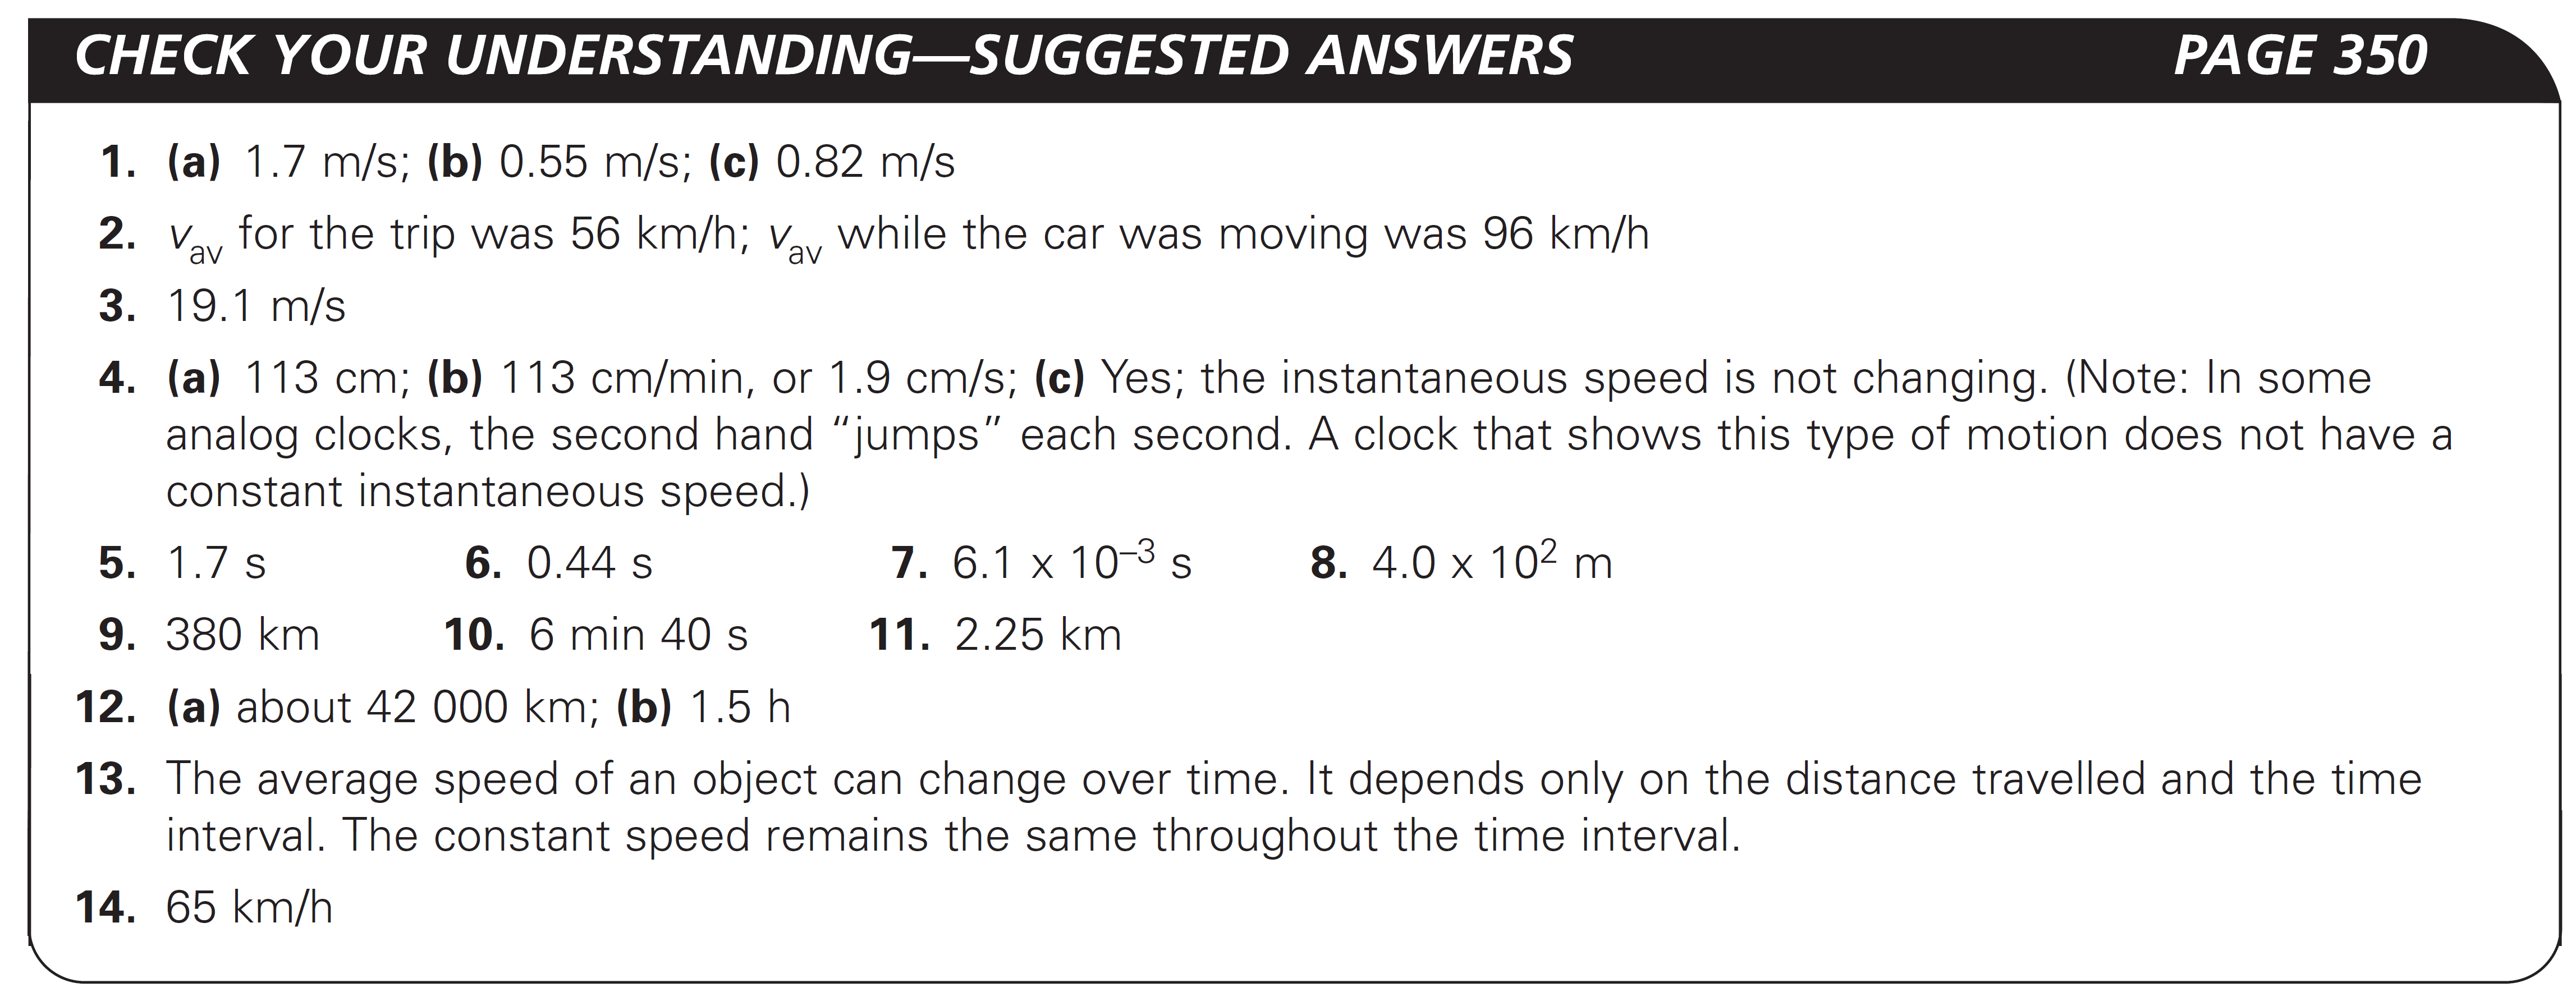 CHECK YOUR UNDERSTANDING—SUGGESTED ANSWERS PAGE 350
1. (a) 1.7 m/s; (b) 0.55 m/s; (c) 0.82 m/s
2. vav for the trip was 56 km/h; vav while the car was moving was 96 km/h
3. 19.1 m/s
4. (a) 113 cm; (b) 113 cm/min, or 1.9 cm/s; (c) Yes; the instantaneous speed is not changing. (Note: In some
analog clocks, the second hand “jumps” each second. A clock that shows this type of motion does not have a
constant instantaneous speed.)
5. 1.7 s 6. 0.44 s 7. 6.1 x 10⁻³ s 8. 4.0 x 10² m
9. 380 km 10. 6 min 40 s 11. 2.25 km
12. (a) about 42 000 km; (b) 1.5 h
13. The average speed of an object can change over time. It depends only on the distance travelled and the time
interval. The constant speed remains the same throughout the time interval.
14. 65 km/h